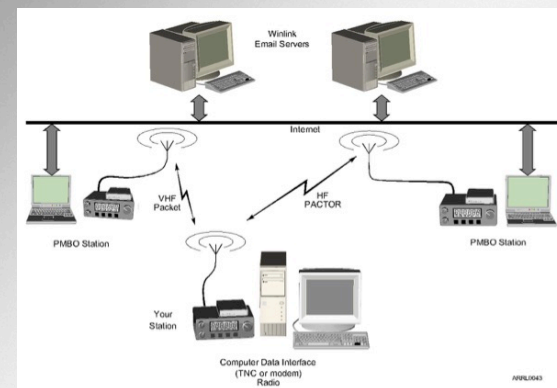 Winlink
Email Servers
Internet
VHF
Packet
HF
PACTOR
PMBO Station
PMBO Station
Your
Station
Computer Data Interface
(TNC or modem)
Radio
ARRL0043